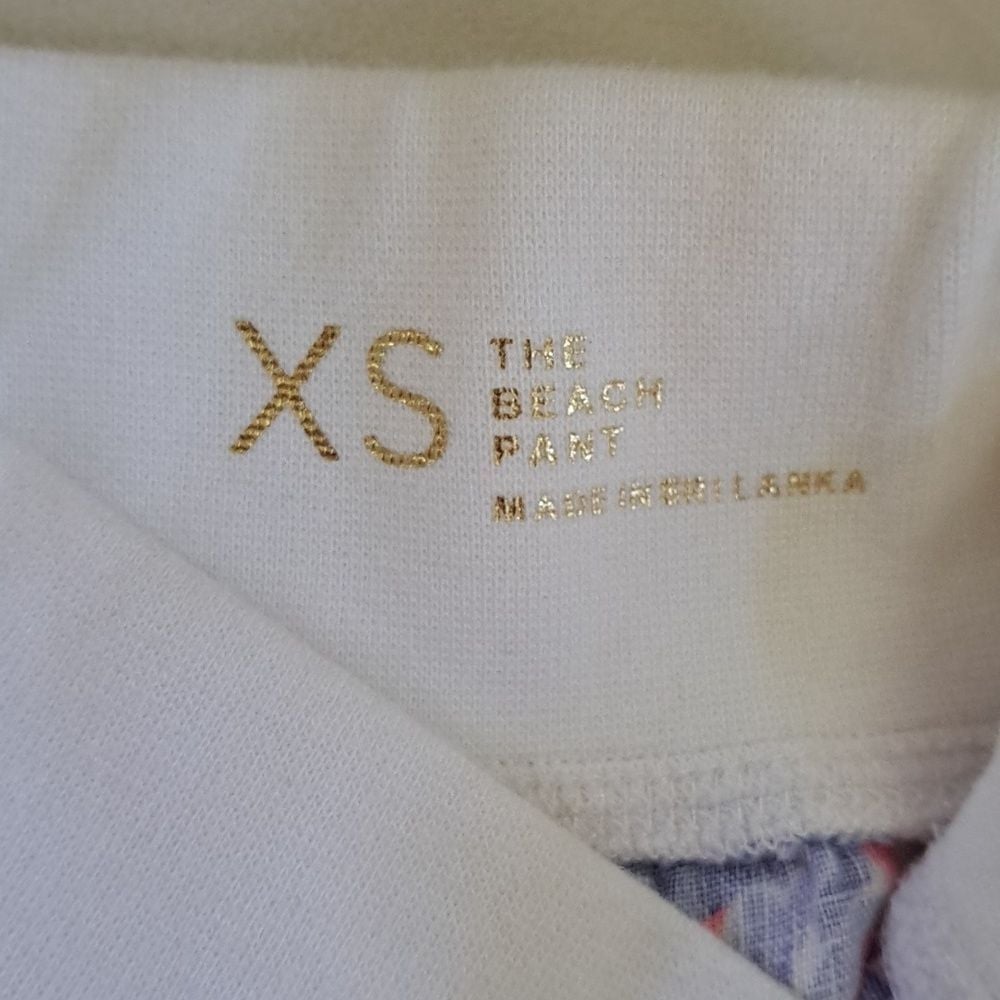 XS
THE
BEACH
PANT
MADE IN SRI LANKA